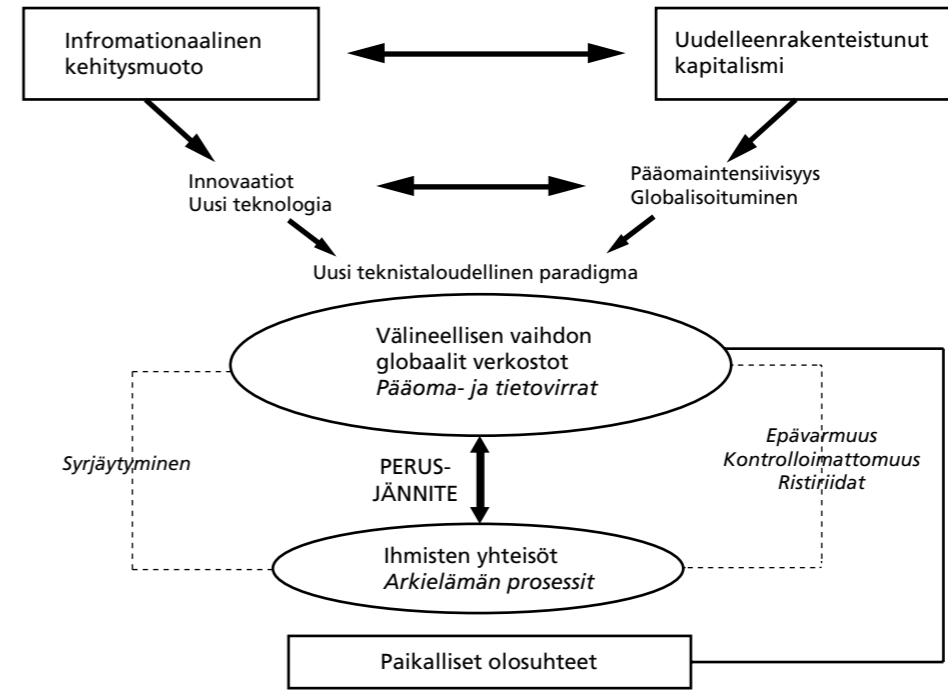 Infromationaalinen
kehitysmuoto
Uudelleenrakenteistunut
kapitalismi
Innovaatiot
Uusi teknologia
Pääomaintensiivisyys
Globalisoituminen
Uusi teknistaloudellinen paradigma
Välineellisen vaihdon
globaalit verkostot
Pääoma- ja tietovirrat
Syrjäytyminen
PERUS-
JÄNNITE
Epävarmuus
Kontrolloimattomuus
Ristiriidat
Ihmisten yhteisöt
Arkielämän prosessit
Paikalliset olosuhteet